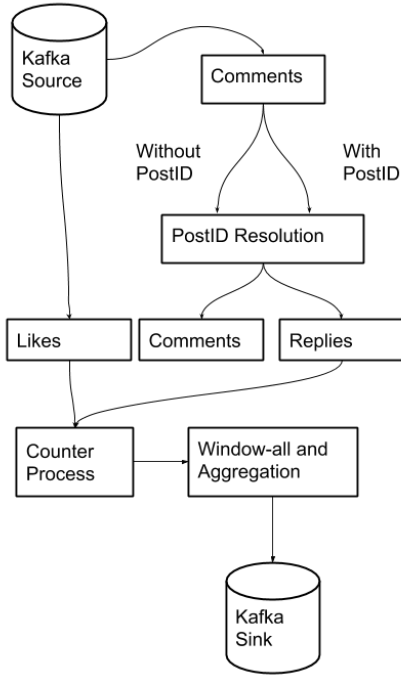 Kafka
Source
Comments
Without
PostID
With
PostID
PostID Resolution
Likes
Comments
Replies
Counter
Process
Window-all and
Aggregation
Kafka
Sink